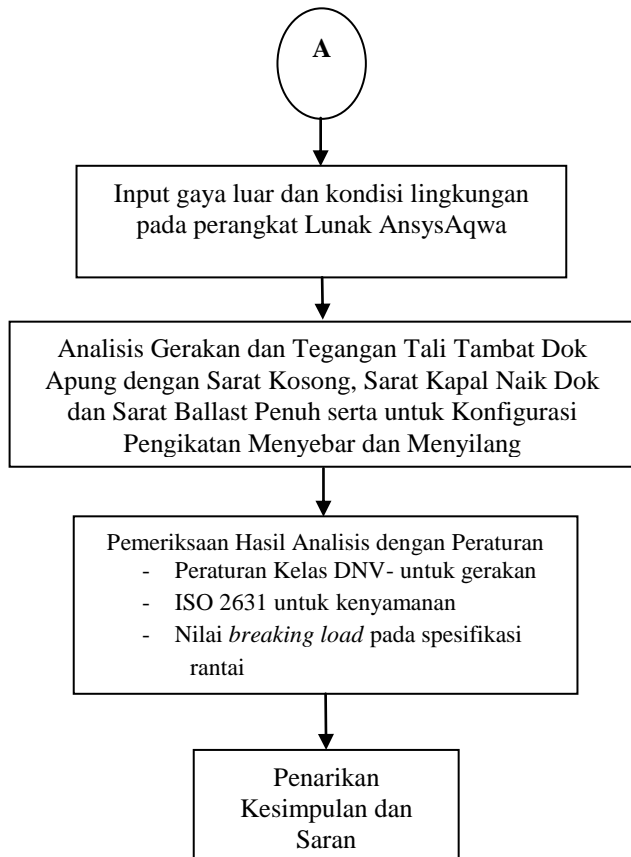 A
Input gaya luar dan kondisi lingkungan
pada perangkat Lunak AnsysAqwa
Analisis Gerakan dan Tegangan Tali Tambat Dok
Apung dengan Sarat Kosong, Sarat Kapal Naik Dok
dan Sarat Ballast Penuh serta untuk Konfigurasi
Pengikatan Menyebar dan Menyilang
Pemeriksaan Hasil Analisis dengan Peraturan
- Peraturan Kelas DNV- untuk gerakan
- ISO 2631 untuk kenyamanan
- Nilai breaking load pada spesifikasi
rantai
Penarikan
Kesimpulan dan
Saran